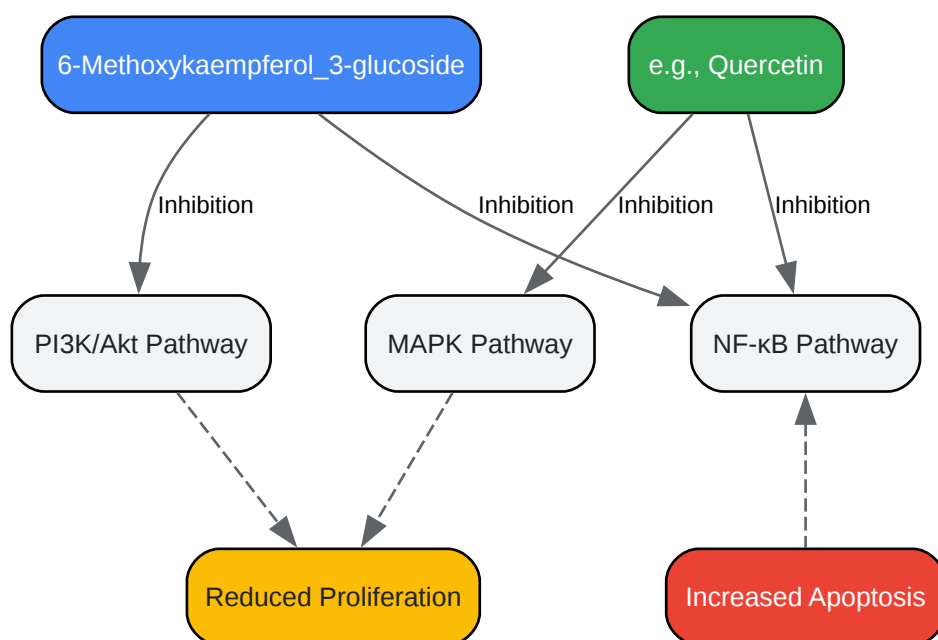 6-Methoxykaempferol_3-glucoside
e.g., Quercetin
Inhibition
Inhibition
Inhibition
Inhibition
PI3K/Akt Pathway
MAPK Pathway
NF-κB Pathway
Reduced Proliferation
Increased Apoptosis